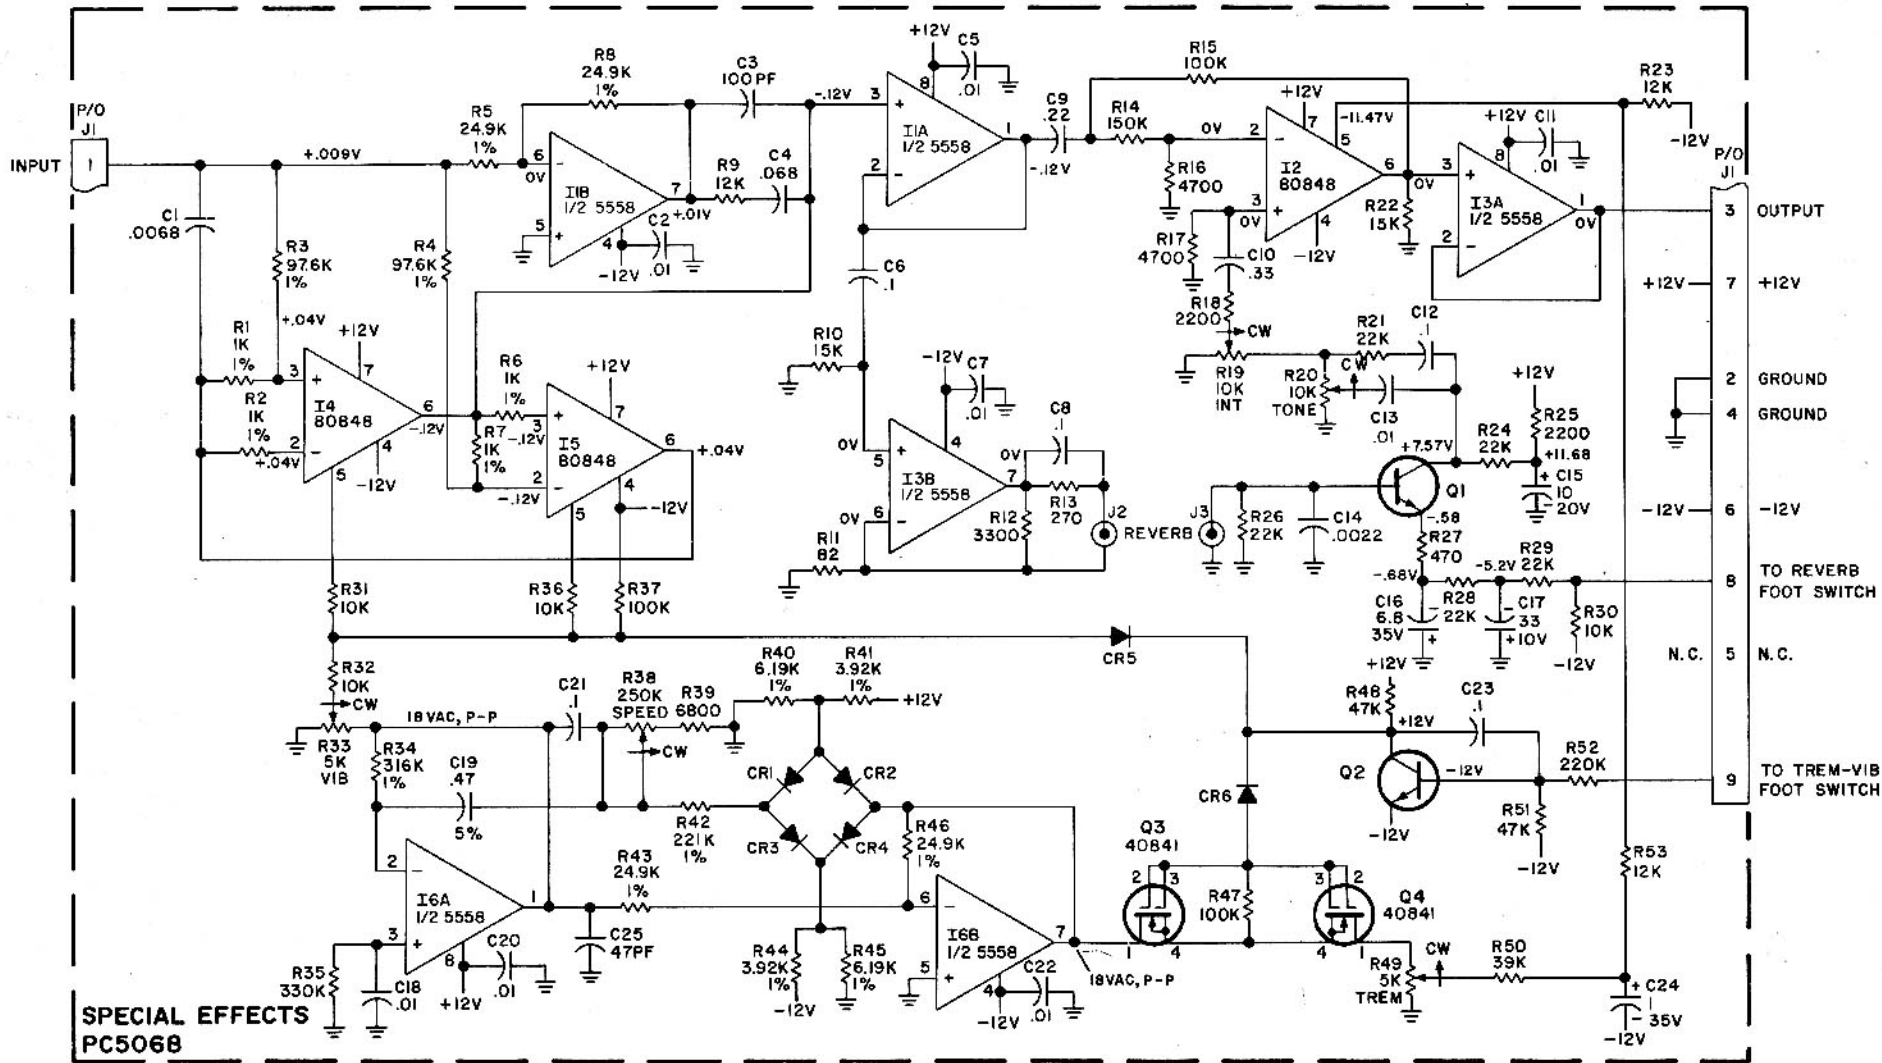 P/O
J1
INPUT
1
C1
.0068
R3
97.6K
1%
+.009V
R4
97.6K
1%
R5
24.9K
1%
R8
24.9K
1%
C3
100PF
6
0V
5
I1B
1/2 5558
7
+.01V
4
-12V
C2
.01
R9
12K
C4
.068
-.12V
+12V
C5
.01
8
3
2
I1A
1/2 5558
1
-.12V
C9
.22
C6
.1
R14
150K
R15
100K
R16
4700
0V
2
+12V
7
-11.47V
5
I2
80848
6
0V
3
0V
4
-12V
R17
4700
C10
.33
R18
2200
CW
R22
15K
+12V
C11
.01
8
3
2
I3A
1/2 5558
1
0V
R23
12K
-12V
P/O
J1
3 OUTPUT
+12V 7 +12V
2 GROUND
4 GROUND
-12V 6 -12V
8 TO REVERB
FOOT SWITCH
N.C. 5 N.C.
9 TO TREM-VIB
FOOT SWITCH
R1
1K
1%
R2
1K
1%
+.04V
+12V
7
3
I4
80848
6
-.12V
2
+.04V
4
-12V
5
R6
1K
1%
R7
1K
1%
+12V
7
3
-.12V
I5
80848
6
+.04V
2
-.12V
4
-12V
5
R10
15K
-12V
C7
.01
4
0V
5
I3B
1/2 5558
7
0V
0V
6
C8
.1
R11
82
R12
3300
R13
270
J2
REVERB
J3
R19
10K
INT
R20
10K
TONE
CW
R21
22K
C12
.1
C13
.01
+12V
R25
2200
+7.57V
R24
22K
+11.68
+
C15
10
-20V
Q1
-.58
R26
22K
C14
.0022
R27
470
-.68V
-5.2V
R28
22K
R29
22K
C16
6.8
35V
C17
33
+10V
R30
10K
-12V
R31
10K
R36
10K
R37
100K
R32
10K
CW
R33
5K
VIB
18VAC, P-P
C21
.1
R38
250K
SPEED
CW
R39
6800
R40
6.19K
1%
R41
3.92K
1%
+12V
CR5
R34
316K
1%
C19
.47
5%
R42
221K
1%
CR1
CR2
CR3
CR4
R46
24.9K
1%
2
I6A
1/2 5558
1
3
8
+12V
C20
.01
R35
330K
C18
.01
R43
24.9K
1%
C25
47PF
R44
3.92K
1%
-12V
R45
6.19K
1%
6
I6B
1/2 5558
7
5
4
-12V
C22
.01
18VAC, P-P
CR6
Q3
40841
2
3
1
4
R47
100K
3
2
Q4
40841
4
1
+12V
R48
47K
+12V
C23
.1
Q2
-12V
-12V
R52
220K
R51
47K
-12V
R53
12K
CW
R49
5K
TREM
R50
39K
+
C24
1
- 35V
-12V
SPECIAL EFFECTS
PC5068